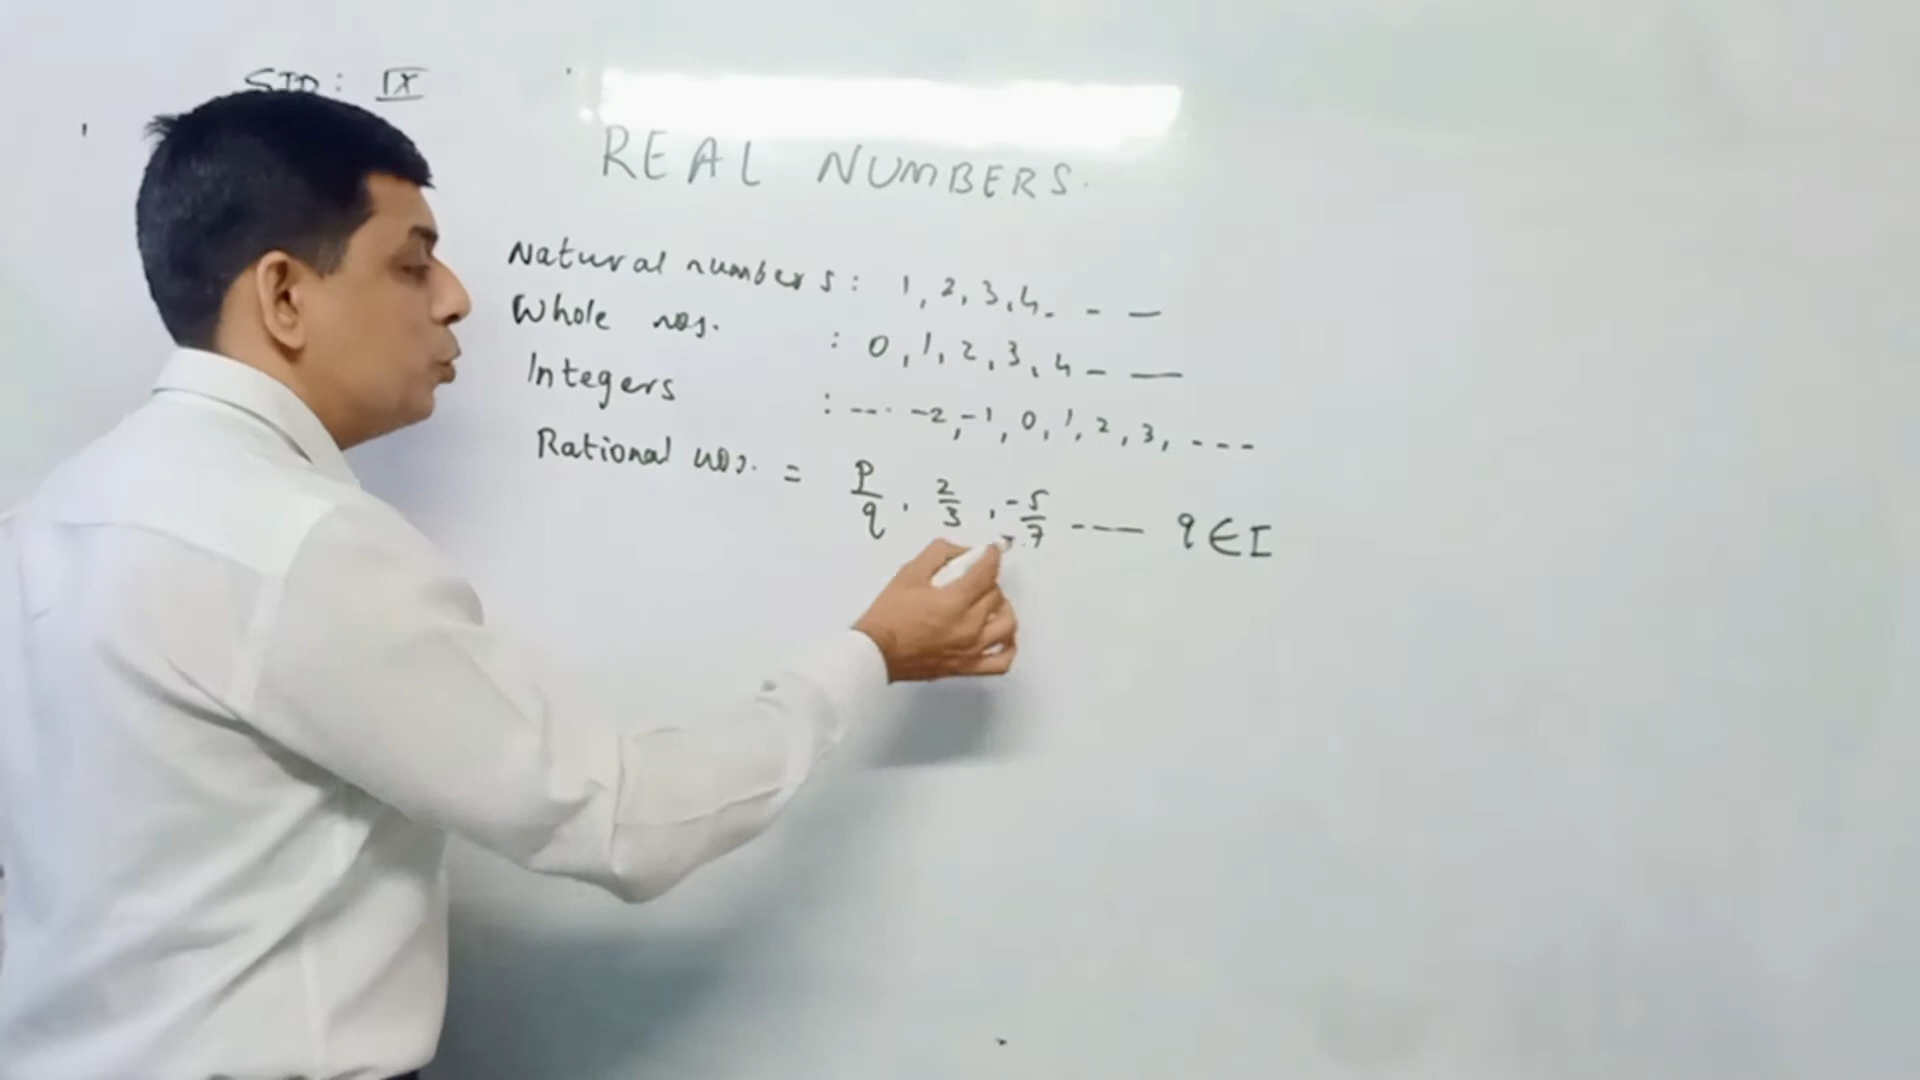 STD: IX
REAL NUMBERS.
Natural numbers: 1, 2, 3, 4. - —
Whole nos. : 0, 1, 2, 3, 4 - —
Integers : --- -2, -1, 0, 1, 2, 3, ---
Rational nos. = p/q, 2/3, -5/7 --- q ∈ I